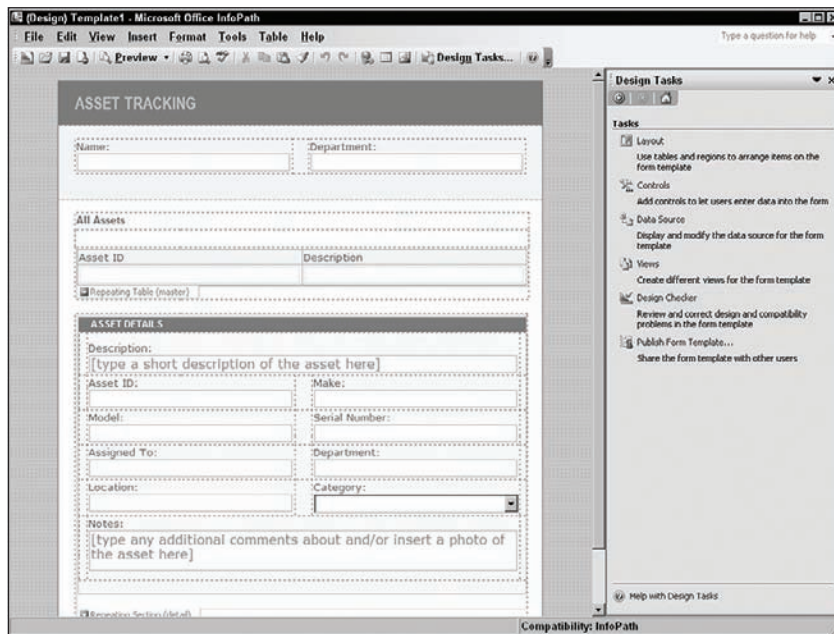 (Design) Template1 - Microsoft Office InfoPath
File Edit View Insert Format Tools Table Help
Type a question for help
Preview
Design Tasks...
ASSET TRACKING
Name:
Department:
All Assets
Asset ID
Description
Repeating Table (master)
ASSET DETAILS
Description:
[type a short description of the asset here]
Asset ID:
Make:
Model:
Serial Number:
Assigned To:
Department:
Location:
Category:
Notes:
[type any additional comments about and/or insert a photo of
the asset here]
Repeating Section (detail)
Design Tasks
Tasks
Layout
Use tables and regions to arrange items on the
form template
Controls
Add controls to let users enter data into the form
Data Source
Display and modify the data source for the form
template
Views
Create different views for the form template
Design Checker
Review and correct design and compatibility
problems in the form template
Publish Form Template...
Share the form template with other users
Help with Design Tasks
Compatibility: InfoPath